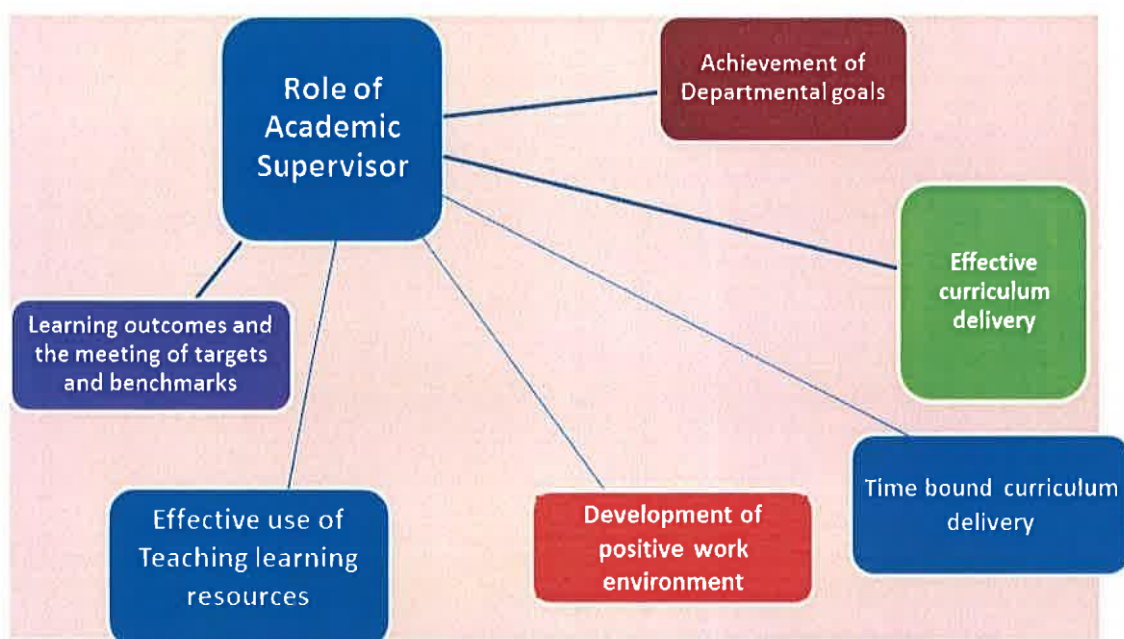 Role of
Academic
Supervisor
Achievement of
Departmental goals
Effective
curriculum
delivery
Learning outcomes and
the meeting of targets
and benchmarks
Time bound curriculum
delivery
Effective use of
Teaching learning
resources
Development of
positive work
environment